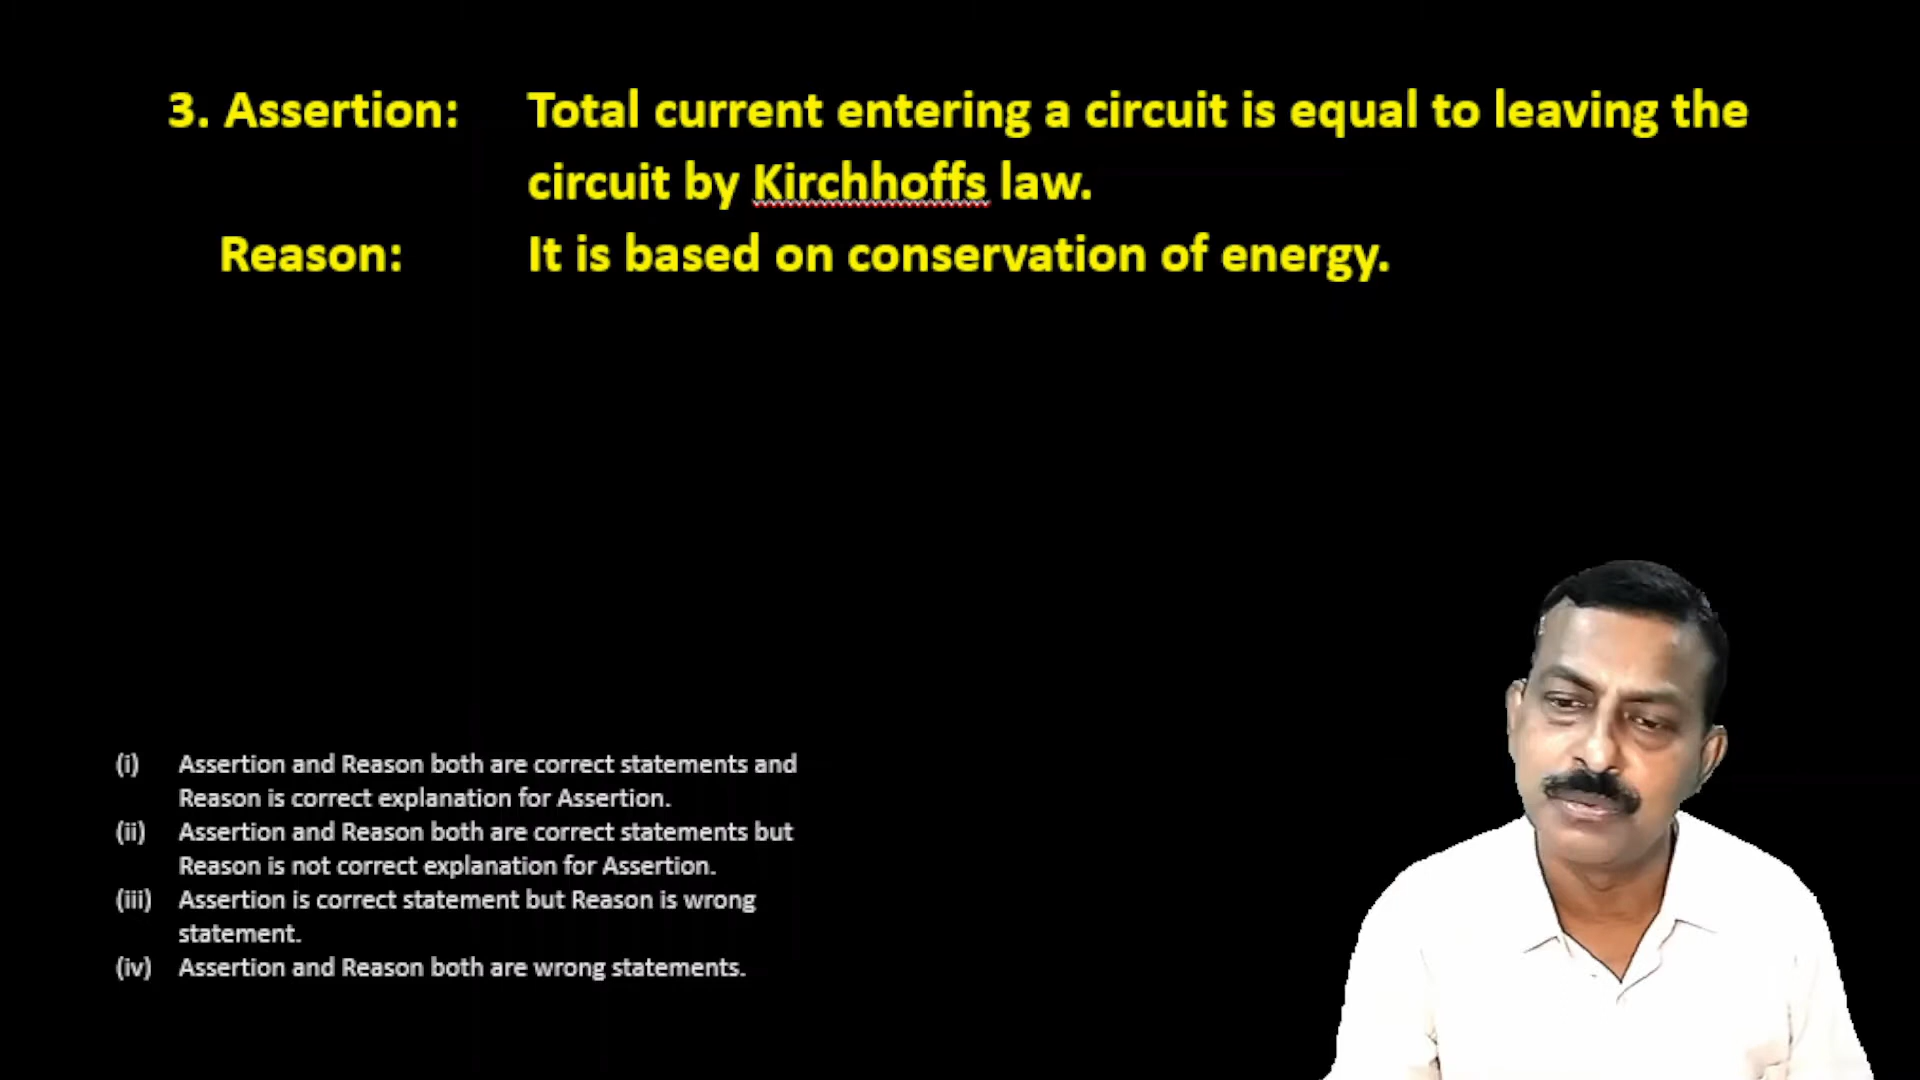 3. Assertion: Total current entering a circuit is equal to leaving the
circuit by Kirchhoffs law.
Reason: It is based on conservation of energy.
(i) Assertion and Reason both are correct statements and
Reason is correct explanation for Assertion.
(ii) Assertion and Reason both are correct statements but
Reason is not correct explanation for Assertion.
(iii) Assertion is correct statement but Reason is wrong
statement.
(iv) Assertion and Reason both are wrong statements.